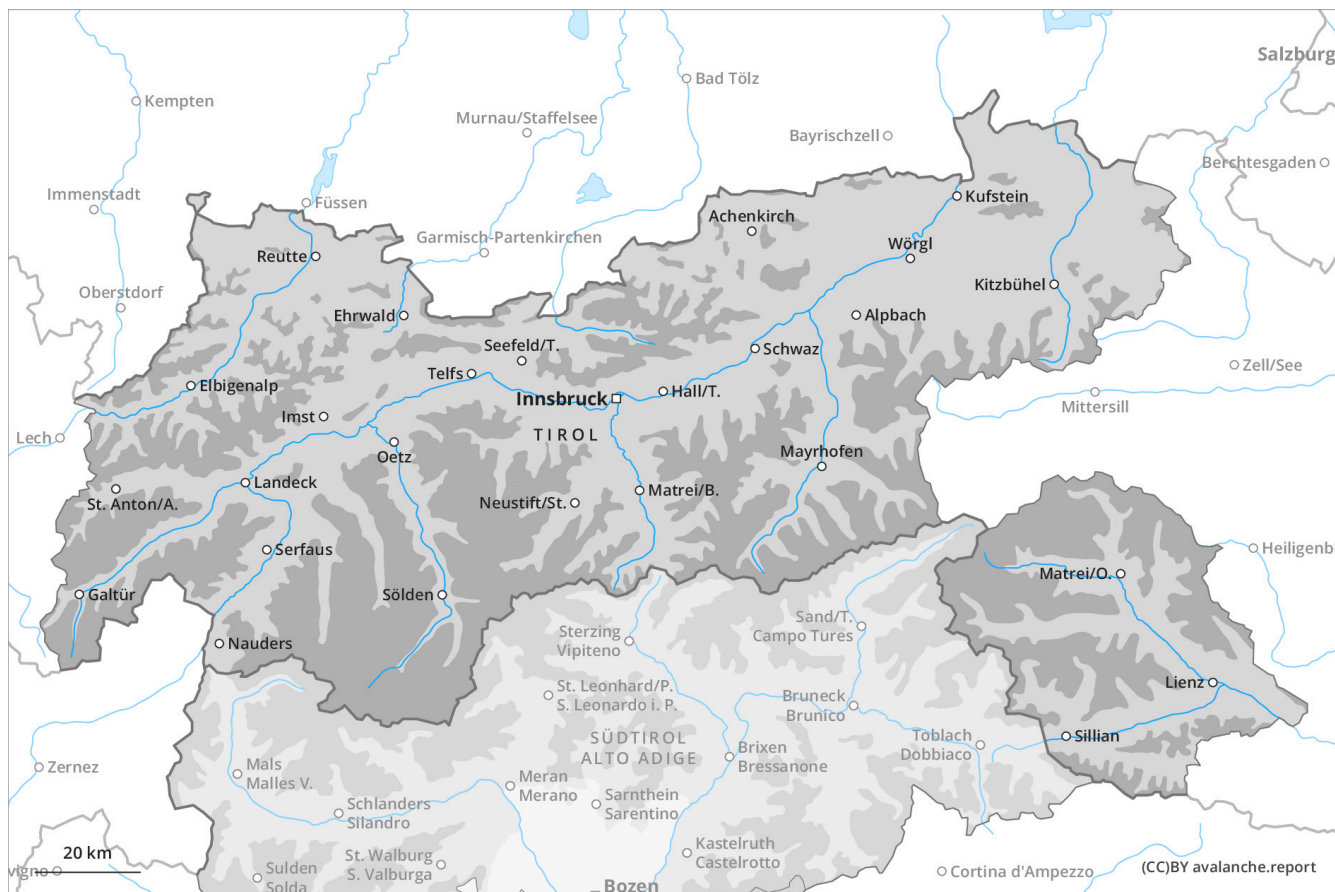 Salzburg
Bad Tölz
Kempten
Murnau/Staffelsee
Bayrischzell
Berchtesgaden
Immenstadt
Füssen
Kufstein
Achenkirch
Garmisch-Partenkirchen
Wörgl
Reutte
Kitzbühel
Oberstdorf
Ehrwald
Alpbach
Seefeld/T.
Schwaz
Zell/See
Telfs
Elbigenalp
Innsbruck
Hall/T.
Mittersill
Imst
Lech
TIROL
Oetz
Mayrhofen
Landeck
St. Anton/A.
Neustift/St.
Matrei/B.
Serfaus
Heiligenb
Matrei/O.
Galtür
Sölden
Sand/T.
Campo Tures
Nauders
Sterzing
Vipiteno
Lienz
St. Leonhard/P.
S. Leonardo i. P.
Bruneck
Brunico
SÜDTIROL
ALTO ADIGE
Toblach
Dobbiaco
Sillian
Brixen
Bressanone
Zernez
Mals
Malles V.
Meran
Merano
Schlanders
Silandro
Sarnthein
Sarentino
Kastelruth
Castelrotto
20 km
vigno
St. Walburg
S. Valburga
Sulden
Solda
Bozen
Cortina d'Ampezzo
(CC)BY avalanche.report